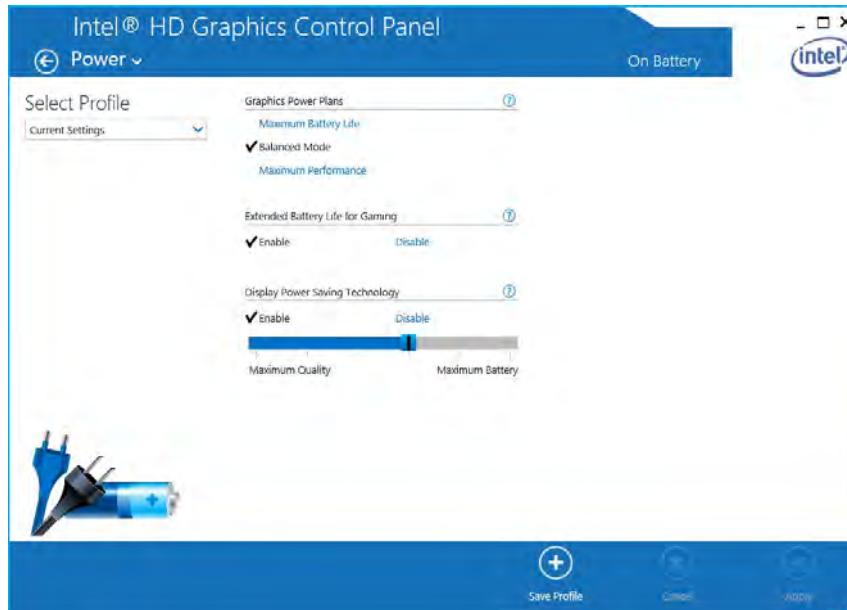 Intel® HD Graphics Control Panel
Power
On Battery
intel
Select Profile
Current Settings
Graphics Power Plans ?
Maximum Battery Life
Balanced Mode
Maximum Performance
Extended Battery Life for Gaming ?
Enable Disable
Display Power Saving Technology ?
Enable Disable
Maximum Quality Maximum Battery
Save Profile Cancel Apply